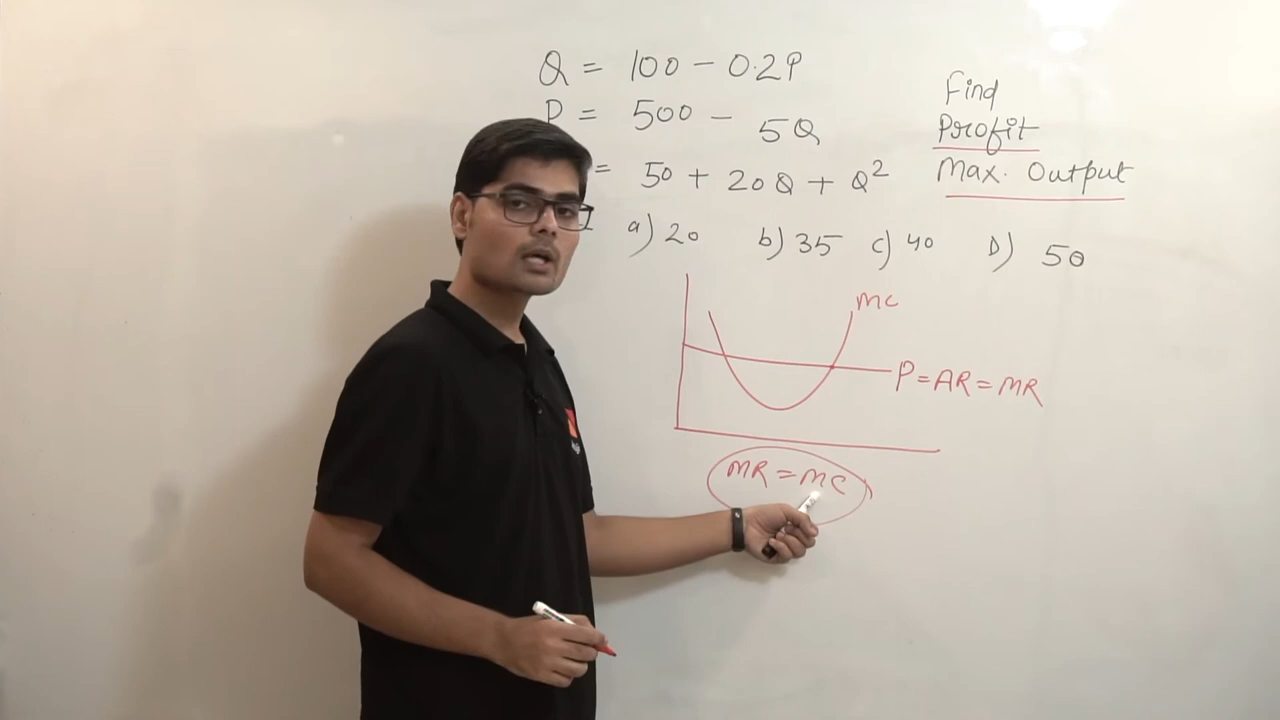 Q = 100 - 0.2P
P = 500 - 5Q
= 50 + 20Q + Q²
Find
Profit
Max. Output
a) 20 b) 35 c) 40 D) 50
MC
P = AR = MR
MR = MC